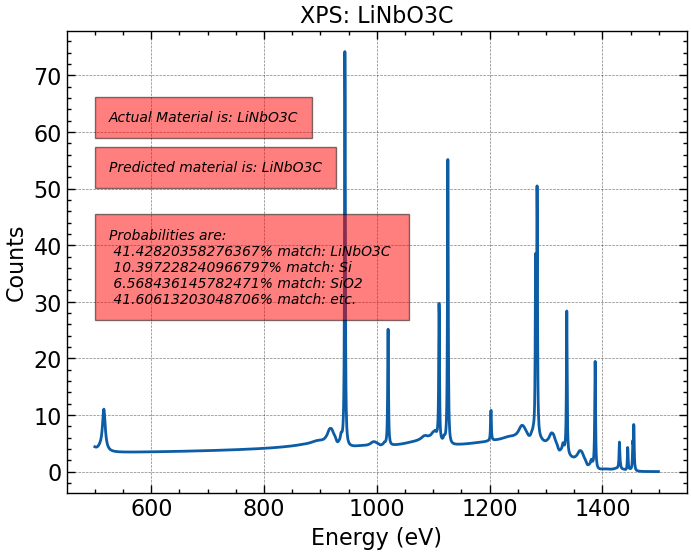 XPS: LiNbO3C
70
60
50
40
30
20
10
0
Counts
Actual Material is: LiNbO3C
Predicted material is: LiNbO3C
Probabilities are:
41.42820358276367% match: LiNbO3C
10.397228240966797% match: Si
6.568436145782471% match: SiO2
41.60613203048706% match: etc.
600 800 1000 1200 1400
Energy (eV)